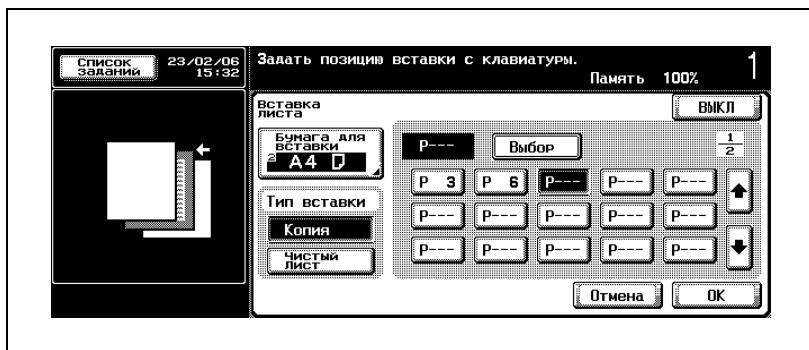 Список заданий
23/02/06
15:32
Задать позицию вставки с клавиатуры.
Память 100%
1
Вставка листа
ВЫКЛ
Бумага для вставки
2 A4
P---
Выбор
1
2
P 3 P 6 P--- P--- P---
Тип вставки
P--- P--- P--- P--- P---
Копия
P--- P--- P--- P--- P---
Чистый лист
Отмена
OK